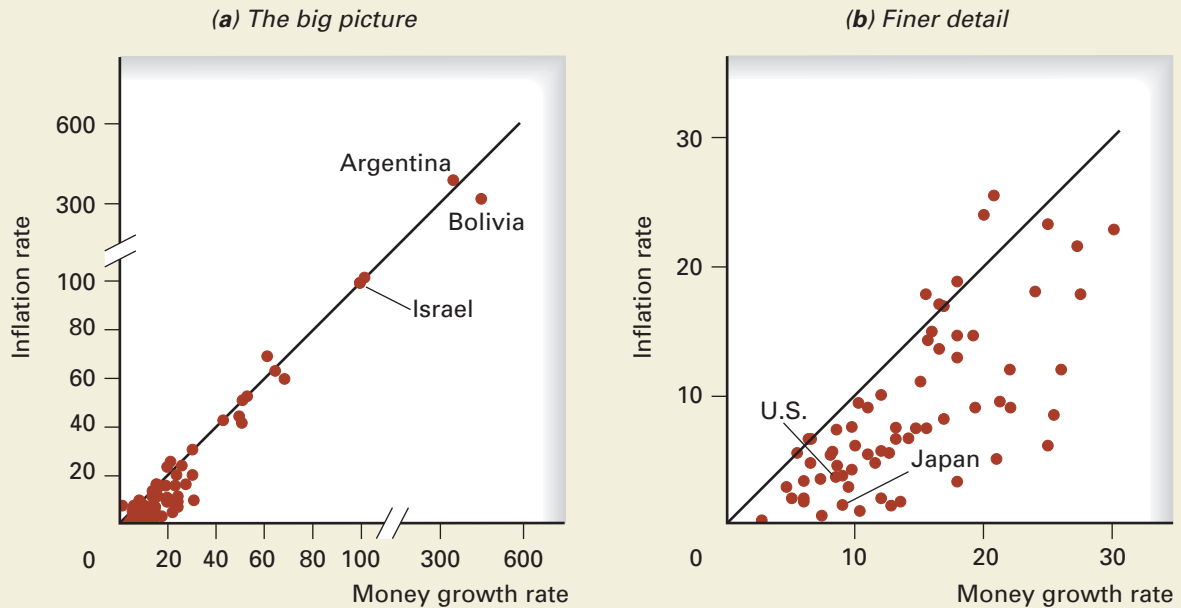 (a) The big picture
Inflation rate
600
300
100
80
60
40
20
0
Argentina
Bolivia
Israel
20 40 60 80 100 300 600
Money growth rate
(b) Finer detail
Inflation rate
30
20
10
0
U.S.
Japan
10 20 30
Money growth rate